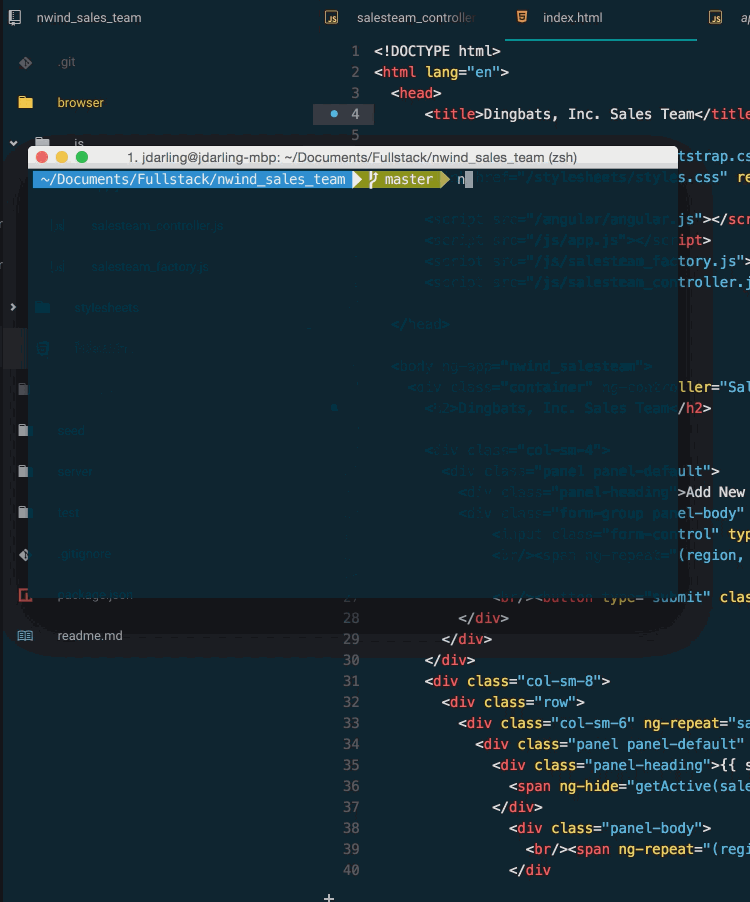 nwind_sales_team
JS
salesteam_controlle
5
index.html
JS
.git
browser
js
1 <!DOCTYPE html>
2 <html lang="en">
3 <head>
4 <title>Dingbats, Inc. Sales Team</title
5
1. jdarling@jdarling-mbp: ~/Documents/Fullstack/nwind_sales_team (zsh)
~/Documents/Fullstack/nwind_sales_team master n
tstrap.cs
href="/stylesheets/styles.css" re
salesteam_controller.js
<script src="/angular/angular.js"></scr
<script src="/js/app.js"></script>
salesteam_factory.js
<script src="/js/salesteam_factory.js">
<script src="/js/salesteam_controller.j
stylesheets
</head>
<body ng-app="nwind_salesteam">
<div class="container" ng-controller="Sal
<h2>Dingbats, Inc. Sales Team</h2>
seed
<div class="col-sm-4">
server
<div class="panel panel-default">
<div class="panel-heading">Add New
test
<div class="form-group panel-body"
<input class="form-control" typ
.gitignore
<br/><span ng-repeat="(region,
package.json
27 <br/><button type="submit" clas
28 </div>
readme.md
29 </div>
30 </div>
31 <div class="col-sm-8">
32 <div class="row">
33 <div class="col-sm-6" ng-repeat="sa
34 <div class="panel panel-default"
35 <div class="panel-heading">{{ s
36 <span ng-hide="getActive(sale
37 </div>
38 <div class="panel-body">
39 <br/><span ng-repeat="(regi
40 </div